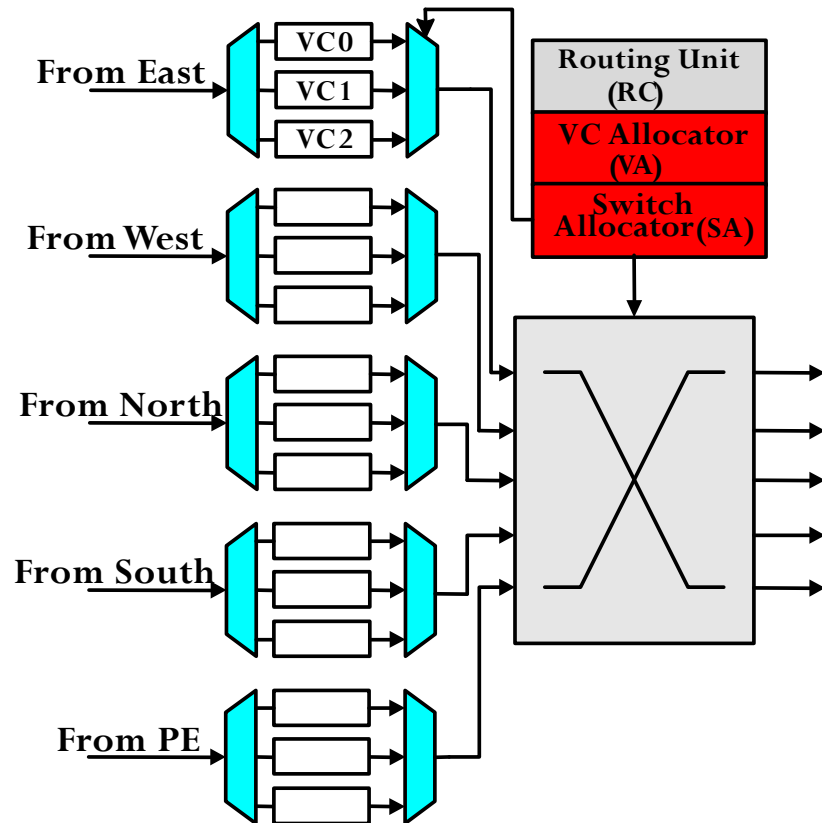 From East
VC0
VC1
VC2
From West
From North
From South
From PE
Routing Unit
(RC)
VC Allocator
(VA)
Switch
Allocator(SA)